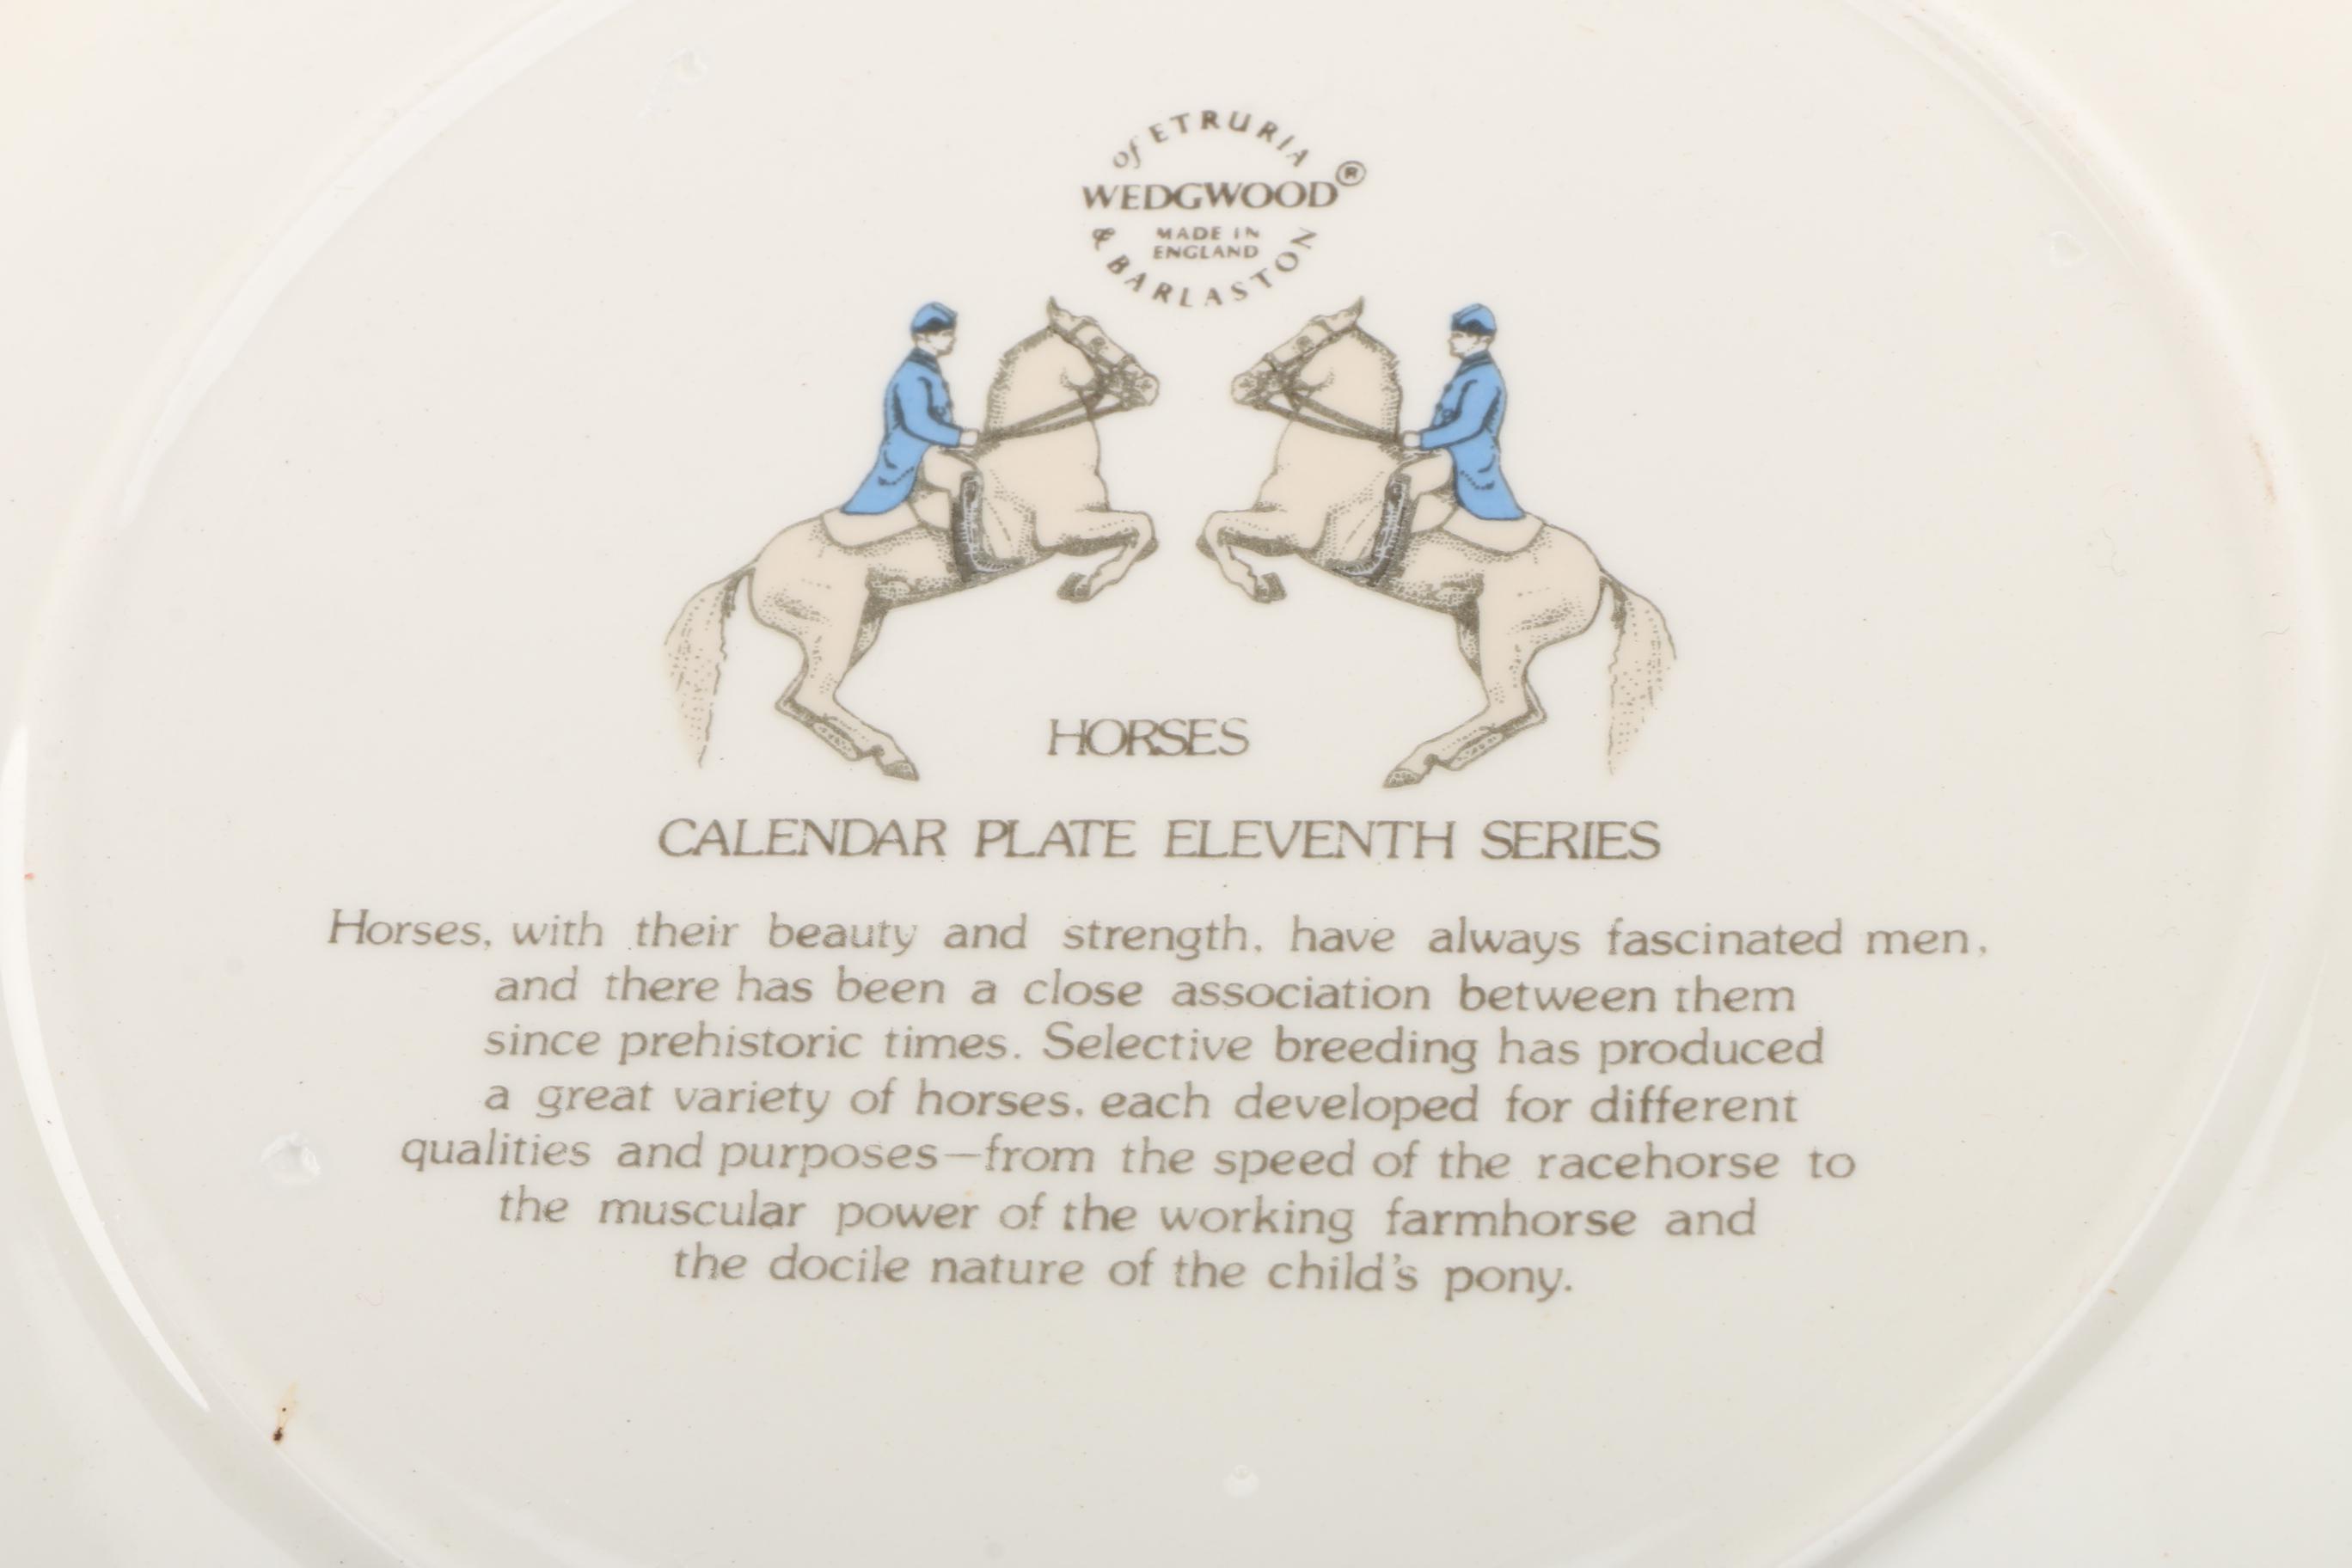 of ETRURIA
WEDGWOOD®
MADE IN
ENGLAND
& BARLASTON
HORSES
CALENDAR PLATE ELEVENTH SERIES
Horses, with their beauty and strength, have always fascinated men,
and there has been a close association between them
since prehistoric times. Selective breeding has produced
a great variety of horses, each developed for different
qualities and purposes—from the speed of the racehorse to
the muscular power of the working farmhorse and
the docile nature of the child's pony.